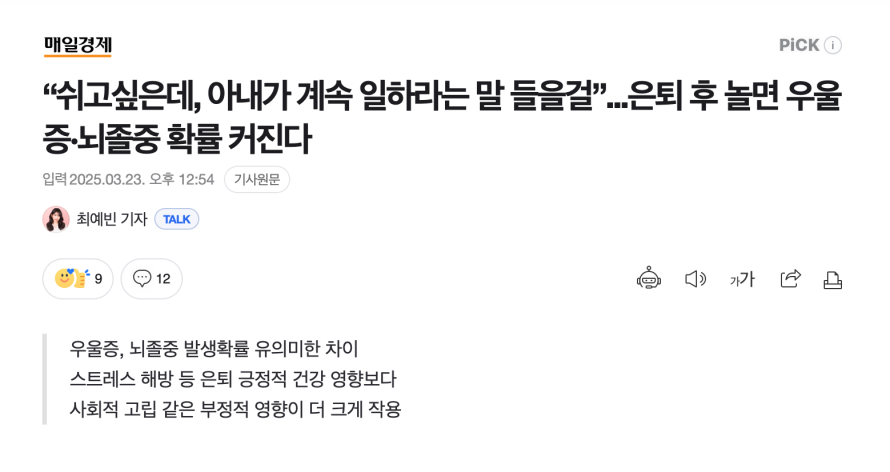 매일경제
PiCK i
“쉬고싶은데, 아내가 계속 일하라는 말 들을걸”...은퇴 후 놀면 우울
증·뇌졸중 확률 커진다
입력 2025.03.23. 오후 12:54 기사원문
최예빈 기자 TALK
9 12
가가
우울증, 뇌졸중 발생확률 유의미한 차이
스트레스 해방 등 은퇴 긍정적 건강 영향보다
사회적 고립 같은 부정적 영향이 더 크게 작용